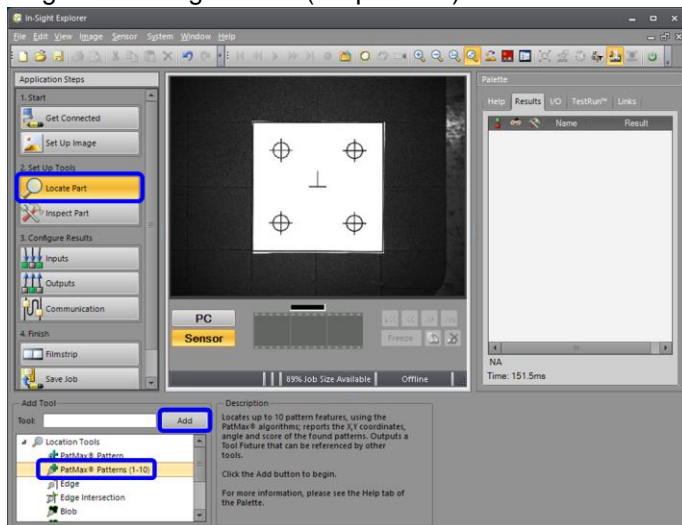 In-Sight Explorer
File Edit View Image Sensor System Window Help
Application Steps
1. Start
Get Connected
Set Up Image
2. Set Up Tools
Locate Part
Inspect Part
3. Configure Results
Inputs
Outputs
Communication
4. Finish
Filmstrip
Save Job
PC
Sensor
Freeze
89% Job Size Available
Offline
Palette
Help Results I/O TestRun™ Links
Name Result
NA
Time: 151.5ms
Add Tool
Tool:
Add
Location Tools
PatMax® Pattern
PatMax® Patterns (1-10)
Edge
Edge Intersection
Blob
Description
Locates up to 10 pattern features, using the
PatMax® algorithms; reports the X,Y coordinates,
angle and score of the found patterns. Outputs a
Tool Fixture that can be referenced by other
tools.
Click the Add button to begin.
For more information, please see the Help tab of
the Palette.